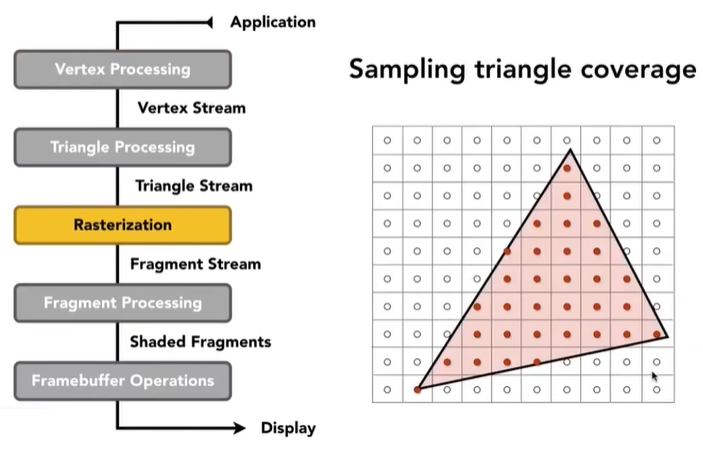 Application
Vertex Processing
Vertex Stream
Triangle Processing
Triangle Stream
Rasterization
Fragment Stream
Fragment Processing
Shaded Fragments
Framebuffer Operations
Display
Sampling triangle coverage